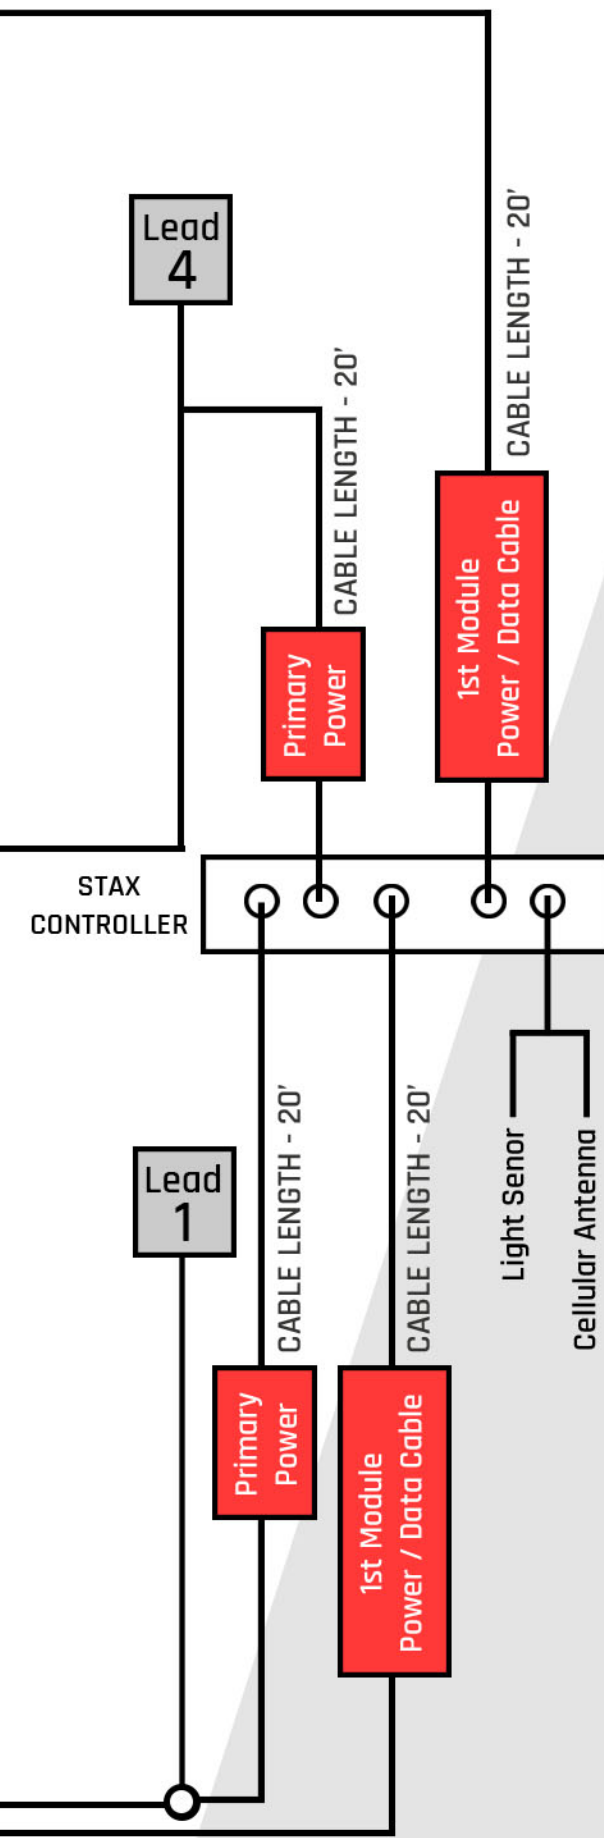 Lead
4
CABLE LENGTH - 20'
CABLE LENGTH - 20'
Primary
Power
1st Module
Power / Data Cable
STAX
CONTROLLER
Lead
1
CABLE LENGTH - 20'
CABLE LENGTH - 20'
Light Senor
Cellular Antenna
Primary
Power
1st Module
Power / Data Cable